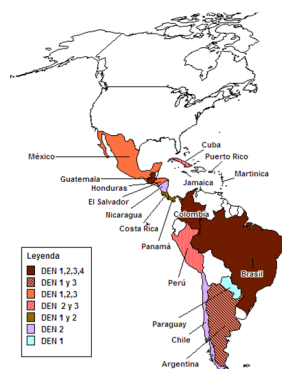 Cuba
Puerto Rico
México
Martinica
Guatemala
Jamaica
Honduras
El Salvador
Colombia
Nicaragua
Costa Rica
Panamá
Leyenda
DEN 1,2,3,4
DEN 1 y 3
DEN 1,2,3
DEN 2 y 3
DEN 1 y 2
DEN 2
DEN 1
Brasil
Perú
Paraguay
Chile
Argentina